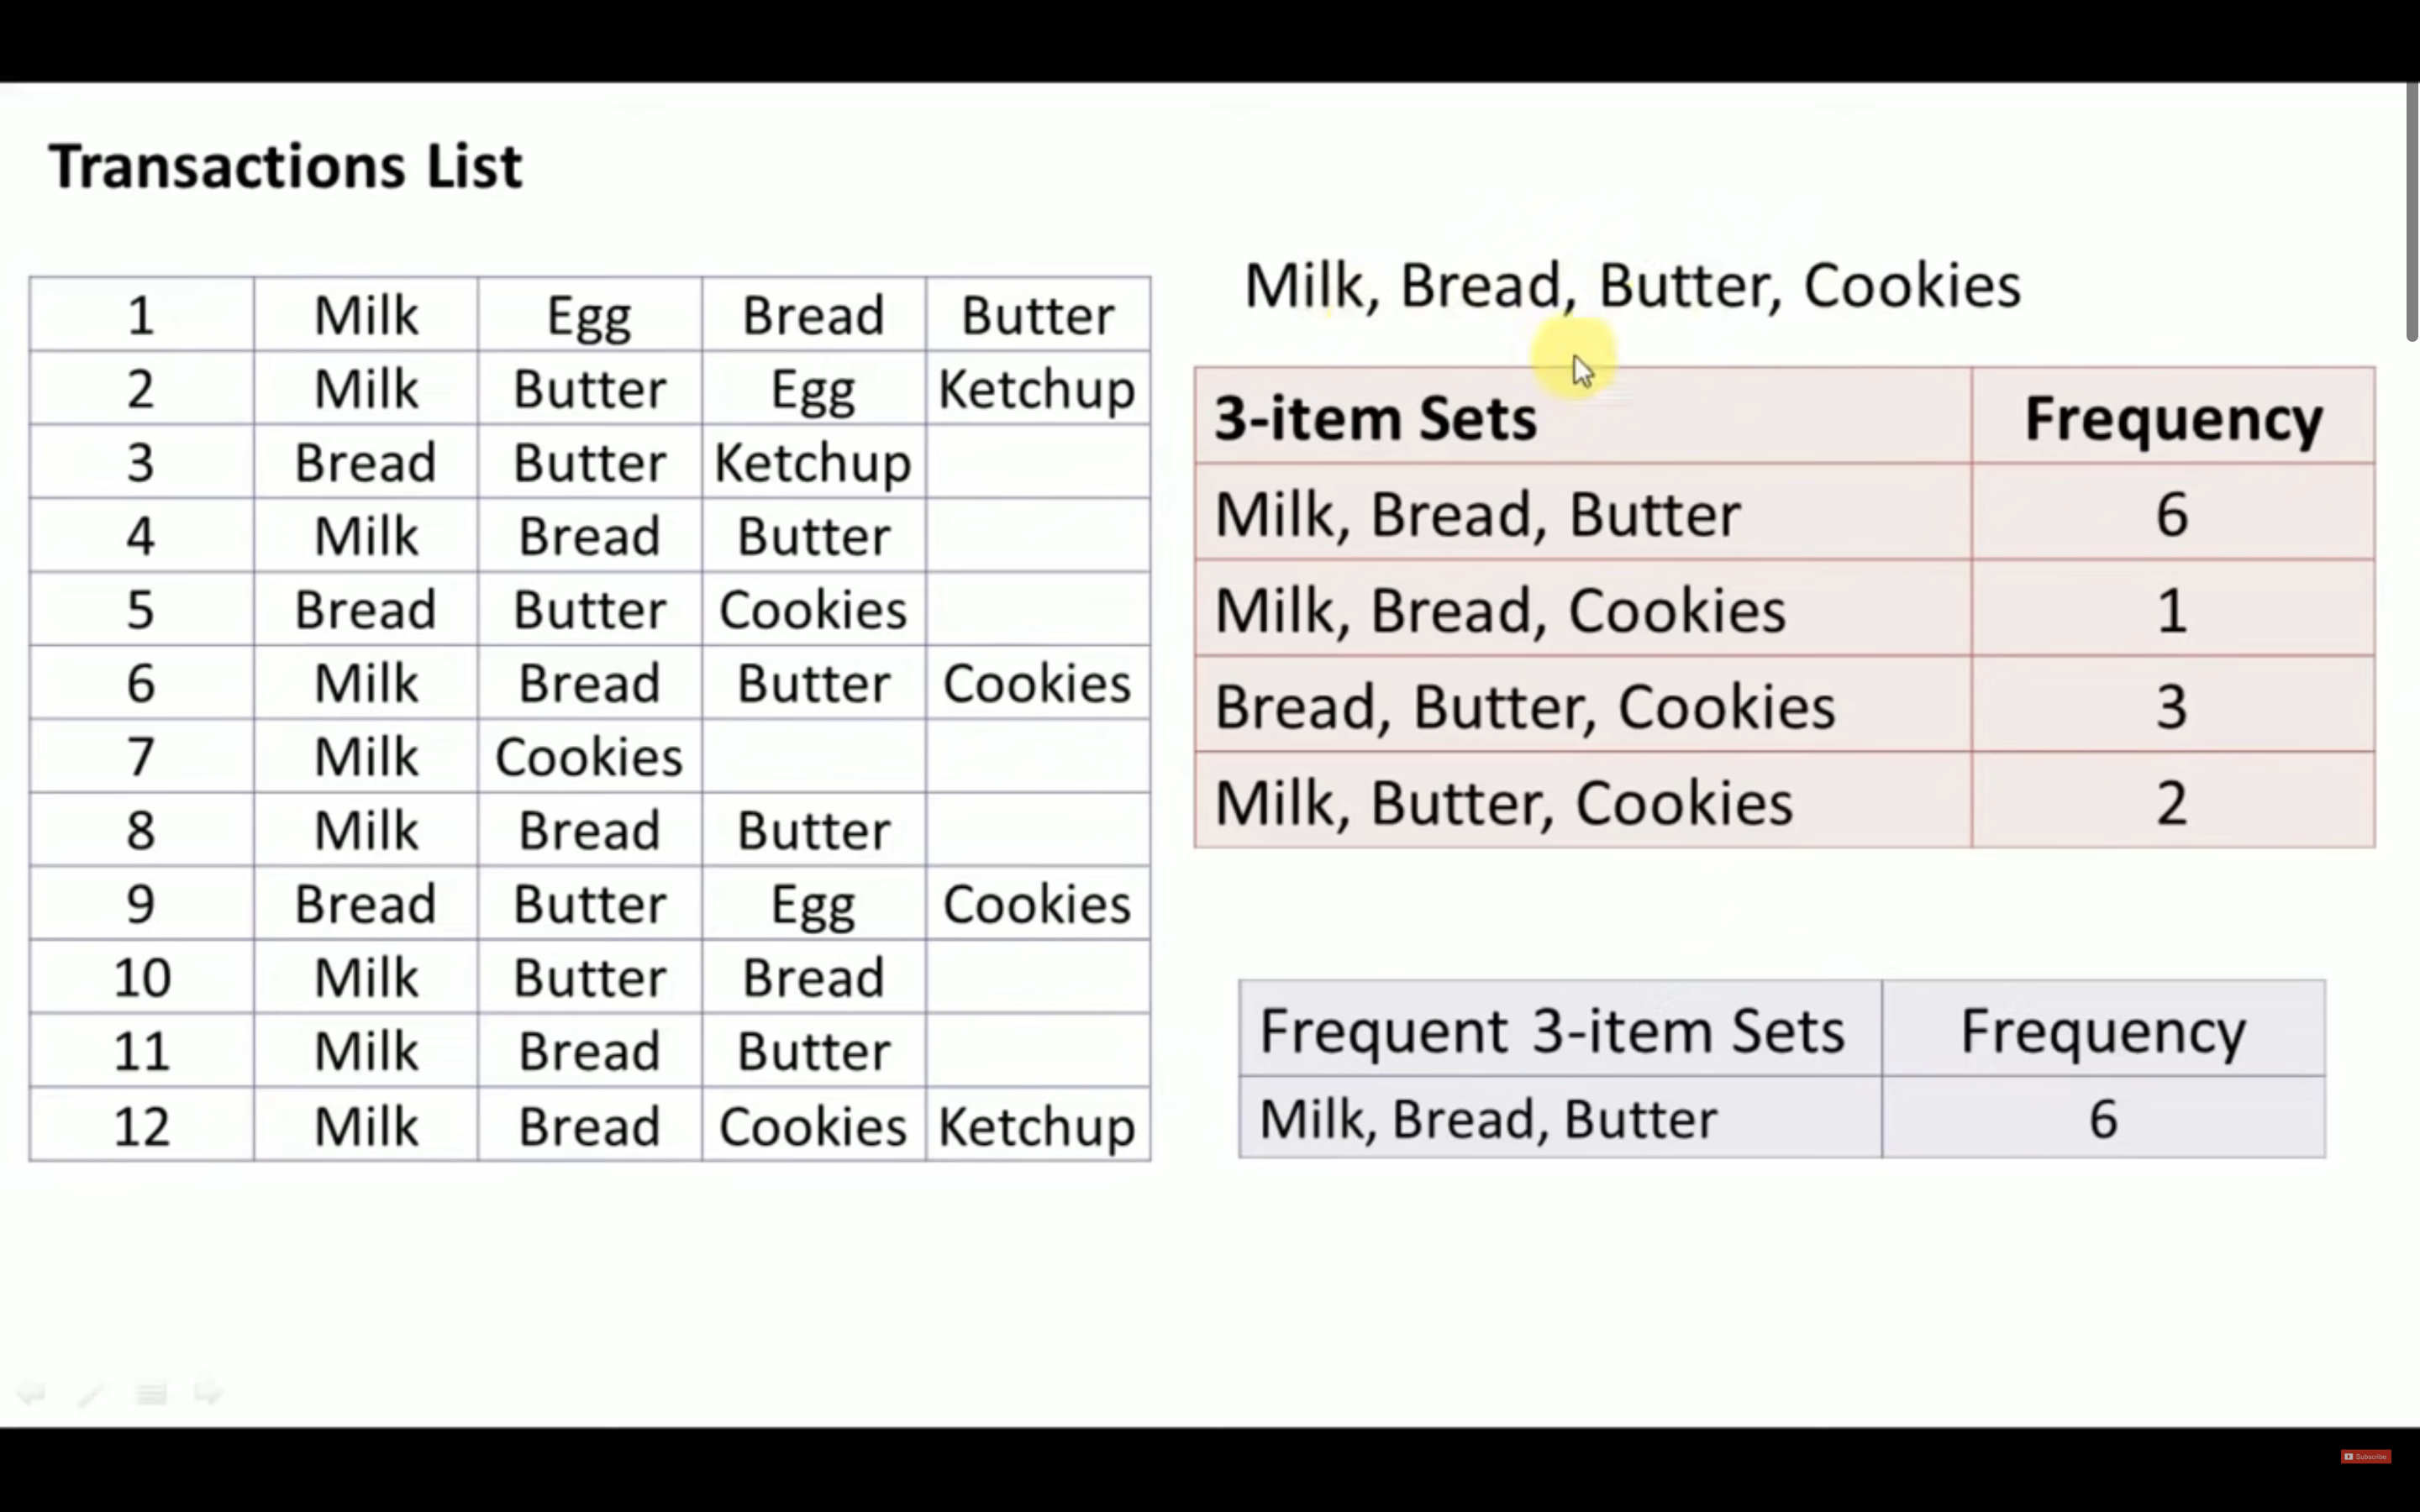 Transactions List
1 Milk Egg Bread Butter
2 Milk Butter Egg Ketchup
3 Bread Butter Ketchup
4 Milk Bread Butter
5 Bread Butter Cookies
6 Milk Bread Butter Cookies
7 Milk Cookies
8 Milk Bread Butter
9 Bread Butter Egg Cookies
10 Milk Butter Bread
11 Milk Bread Butter
12 Milk Bread Cookies Ketchup
Milk, Bread, Butter, Cookies
3-item Sets Frequency
Milk, Bread, Butter 6
Milk, Bread, Cookies 1
Bread, Butter, Cookies 3
Milk, Butter, Cookies 2
Frequent 3-item Sets Frequency
Milk, Bread, Butter 6
Subscribe